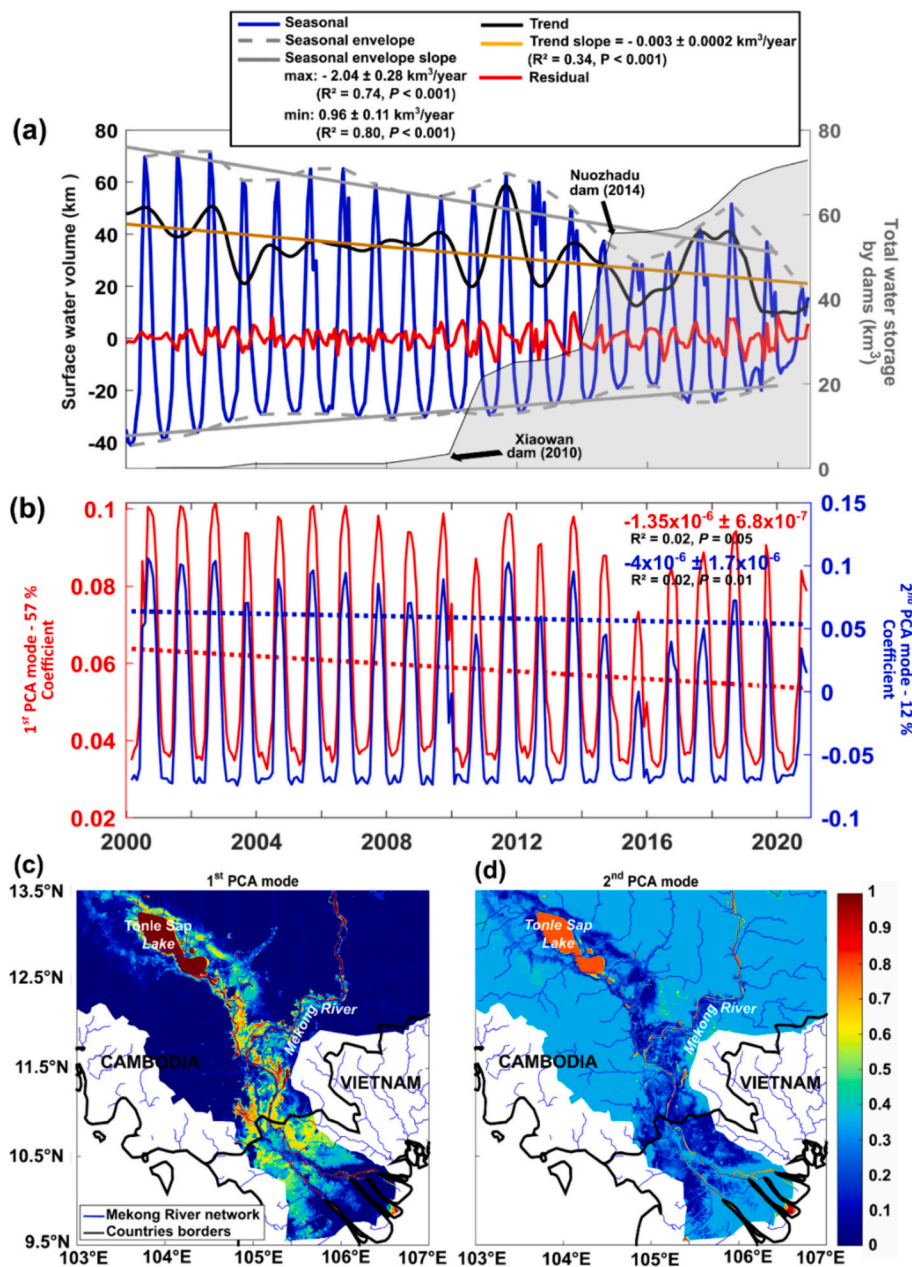 Seasonal
Seasonal envelope
Seasonal envelope slope
max: - 2.04 ± 0.28 km³/year
(R² = 0.74, P < 0.001)
min: 0.96 ± 0.11 km³/year
(R² = 0.80, P < 0.001)
Trend
Trend slope = - 0.003 ± 0.0002 km³/year
(R² = 0.34, P < 0.001)
Residual
(a)
80
60
40
20
0
-20
-40
Surface water volume (km )
Nuozhadu
dam (2014)
Xiaowan
dam (2010)
80
60
40
20
0
Total water storage
by dams (km³)
2012
2016
2020
(b)
0.1
0.08
0.06
0.04
0.02
1ˢᵗ PCA mode - 57 %
Coefficient
-1.35x10⁻⁶ ± 6.8x10⁻⁷
R² = 0.02, P = 0.05
-4x10⁻⁶ ± 1.7x10⁻⁶
R² = 0.02, P = 0.01
0.15
0.1
0.05
0
-0.05
-0.1
2ⁿᵈ PCA mode - 12 %
Coefficient
2000
2004
2008
2012
2016
2020
(c)
1ˢᵗ PCA mode
13.5°N
12.5°N
11.5°N
10.5°N
9.5°N
Tonle Sap
Lake
Mekong River
CAMBODIA
VIETNAM
Mekong River network
Countries borders
103°E
104°E
105°E
106°E
107°E
(d)
2ⁿᵈ PCA mode
Tonle Sap
Lake
Mekong River
CAMBODIA
VIETNAM
103°E
104°E
105°E
106°E
107°E
1
0.9
0.8
0.7
0.6
0.5
0.4
0.3
0.2
0.1
0